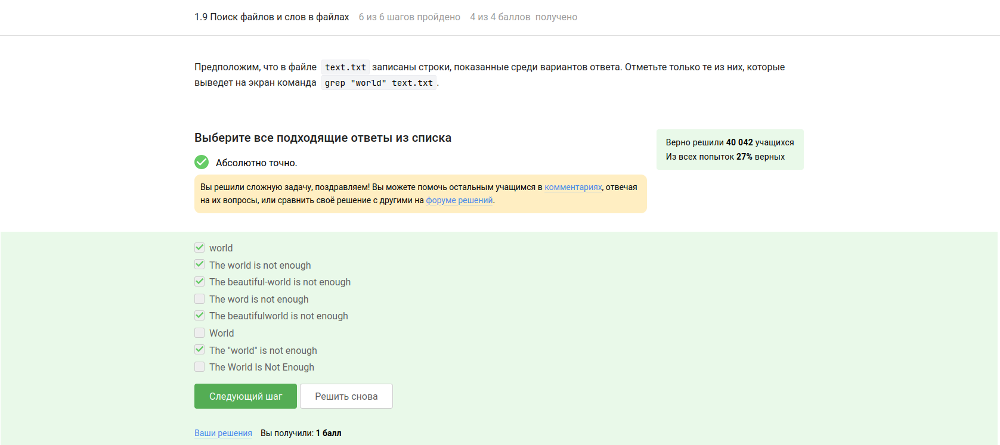 1.9 Поиск файлов и слов в файлах 6 из 6 шагов пройдено 4 из 4 баллов получено
Предположим, что в файле text.txt записаны строки, показанные среди вариантов ответа. Отметьте только те из них, которые
выведет на экран команда grep "world" text.txt.
Выберите все подходящие ответы из списка
Верно решили 40 042 учащихся
Из всех попыток 27% верных
Абсолютно точно.
Вы решили сложную задачу, поздравляем! Вы можете помочь остальным учащимся в комментариях, отвечая
на их вопросы, или сравнить своё решение с другими на форуме решений.
world
The world is not enough
The beautiful-world is not enough
The word is not enough
The beautifulworld is not enough
World
The "world" is not enough
The World Is Not Enough
Следующий шаг Решить снова
Ваши решения Вы получили: 1 балл